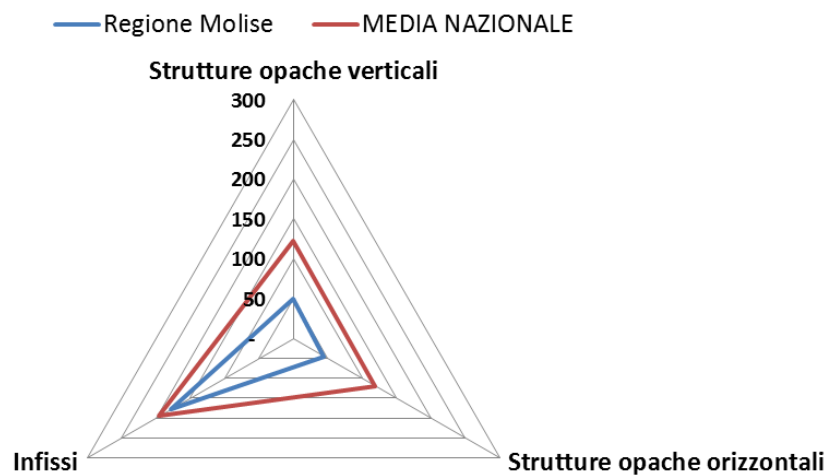 Regione Molise MEDIA NAZIONALE
Strutture opache verticali
300
250
200
150
100
50
-
Infissi Strutture opache orizzontali